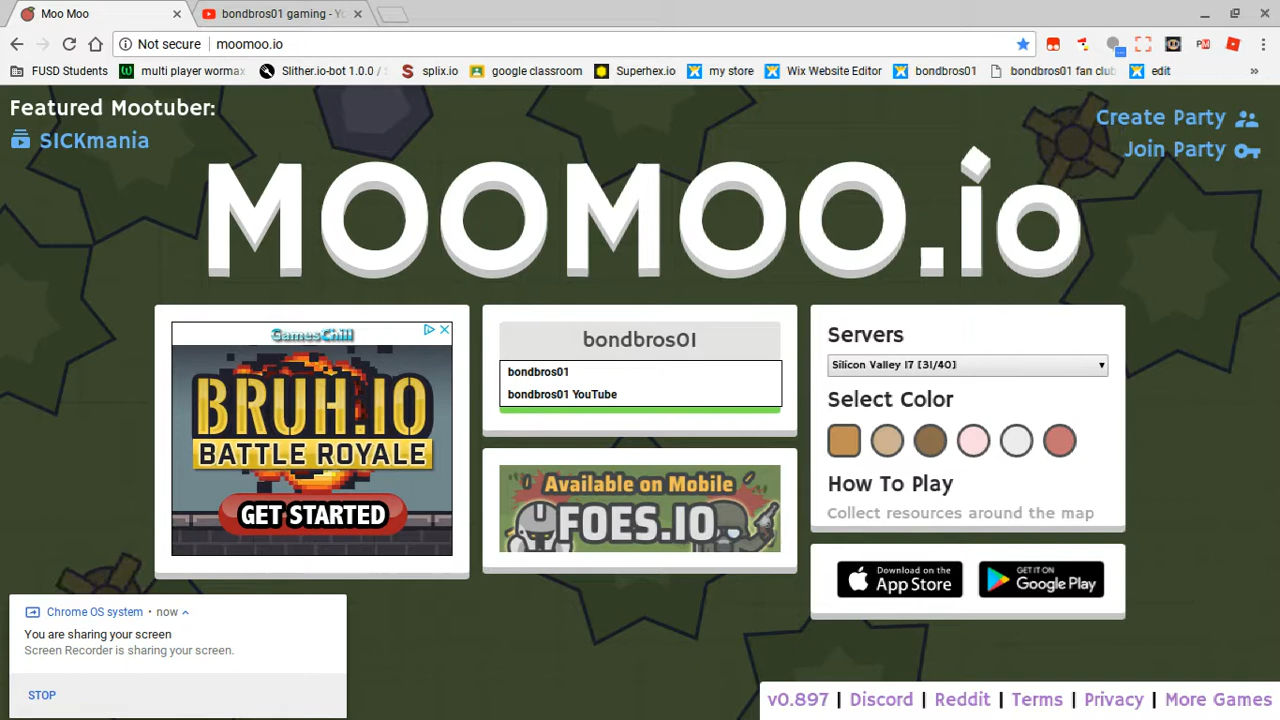 Moo Moo
bondbros01 gaming - Yo
Not secure
moomoo.io
FUSD Students
multi player wormax
Slither.io-bot 1.0.0 /
splix.io
google classroom
Superhex.io
my store
Wix Website Editor
bondbros01
bondbros01 fan club
edit
»
Featured Mootuber:
SICKmania
Create Party
Join Party
MOOMOO.io
GamesChill
BRUH.IO
BATTLE ROYALE
GET STARTED
bondbros01
bondbros01
bondbros01 YouTube
Available on Mobile
FOES.IO
Servers
Silicon Valley 17 [31/40]
Select Color
How To Play
Collect resources around the map
Download on the
App Store
GET IT ON
Google Play
Chrome OS system • now
You are sharing your screen
Screen Recorder is sharing your screen.
STOP
v0.897 | Discord | Reddit | Terms | Privacy | More Games